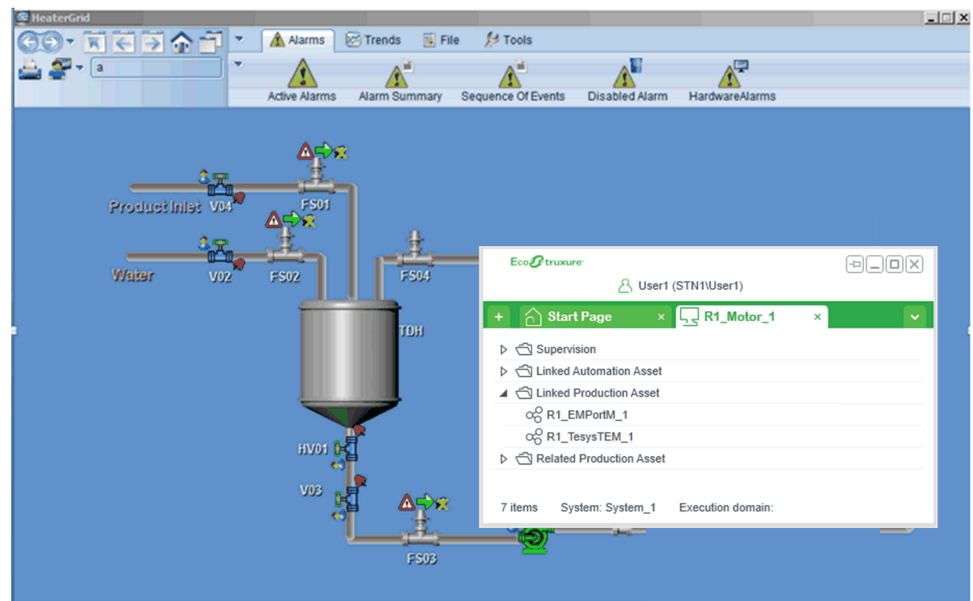 HeaterGrid
Alarms Trends File Tools
a
Active Alarms Alarm Summary Sequence Of Events Disabled Alarm HardwareAlarms
FS01
Product Inlet V04
Water V02 FS02 FS04
TDH
HV01
V03
FS03
EcoStruxure
User1 (STN1\User1)
+ Start Page × R1_Motor_1 ×
Supervision
Linked Automation Asset
Linked Production Asset
R1_EMPortM_1
R1_TesysTEM_1
Related Production Asset
7 items System: System_1 Execution domain: